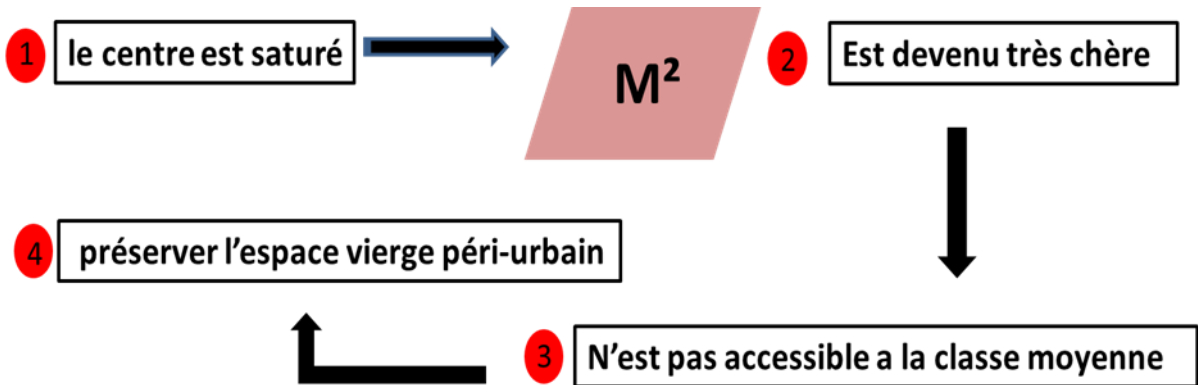 1 le centre est saturé
M²
2 Est devenu très chère
4 préserver l'espace vierge péri-urbain
3 N'est pas accessible a la classe moyenne